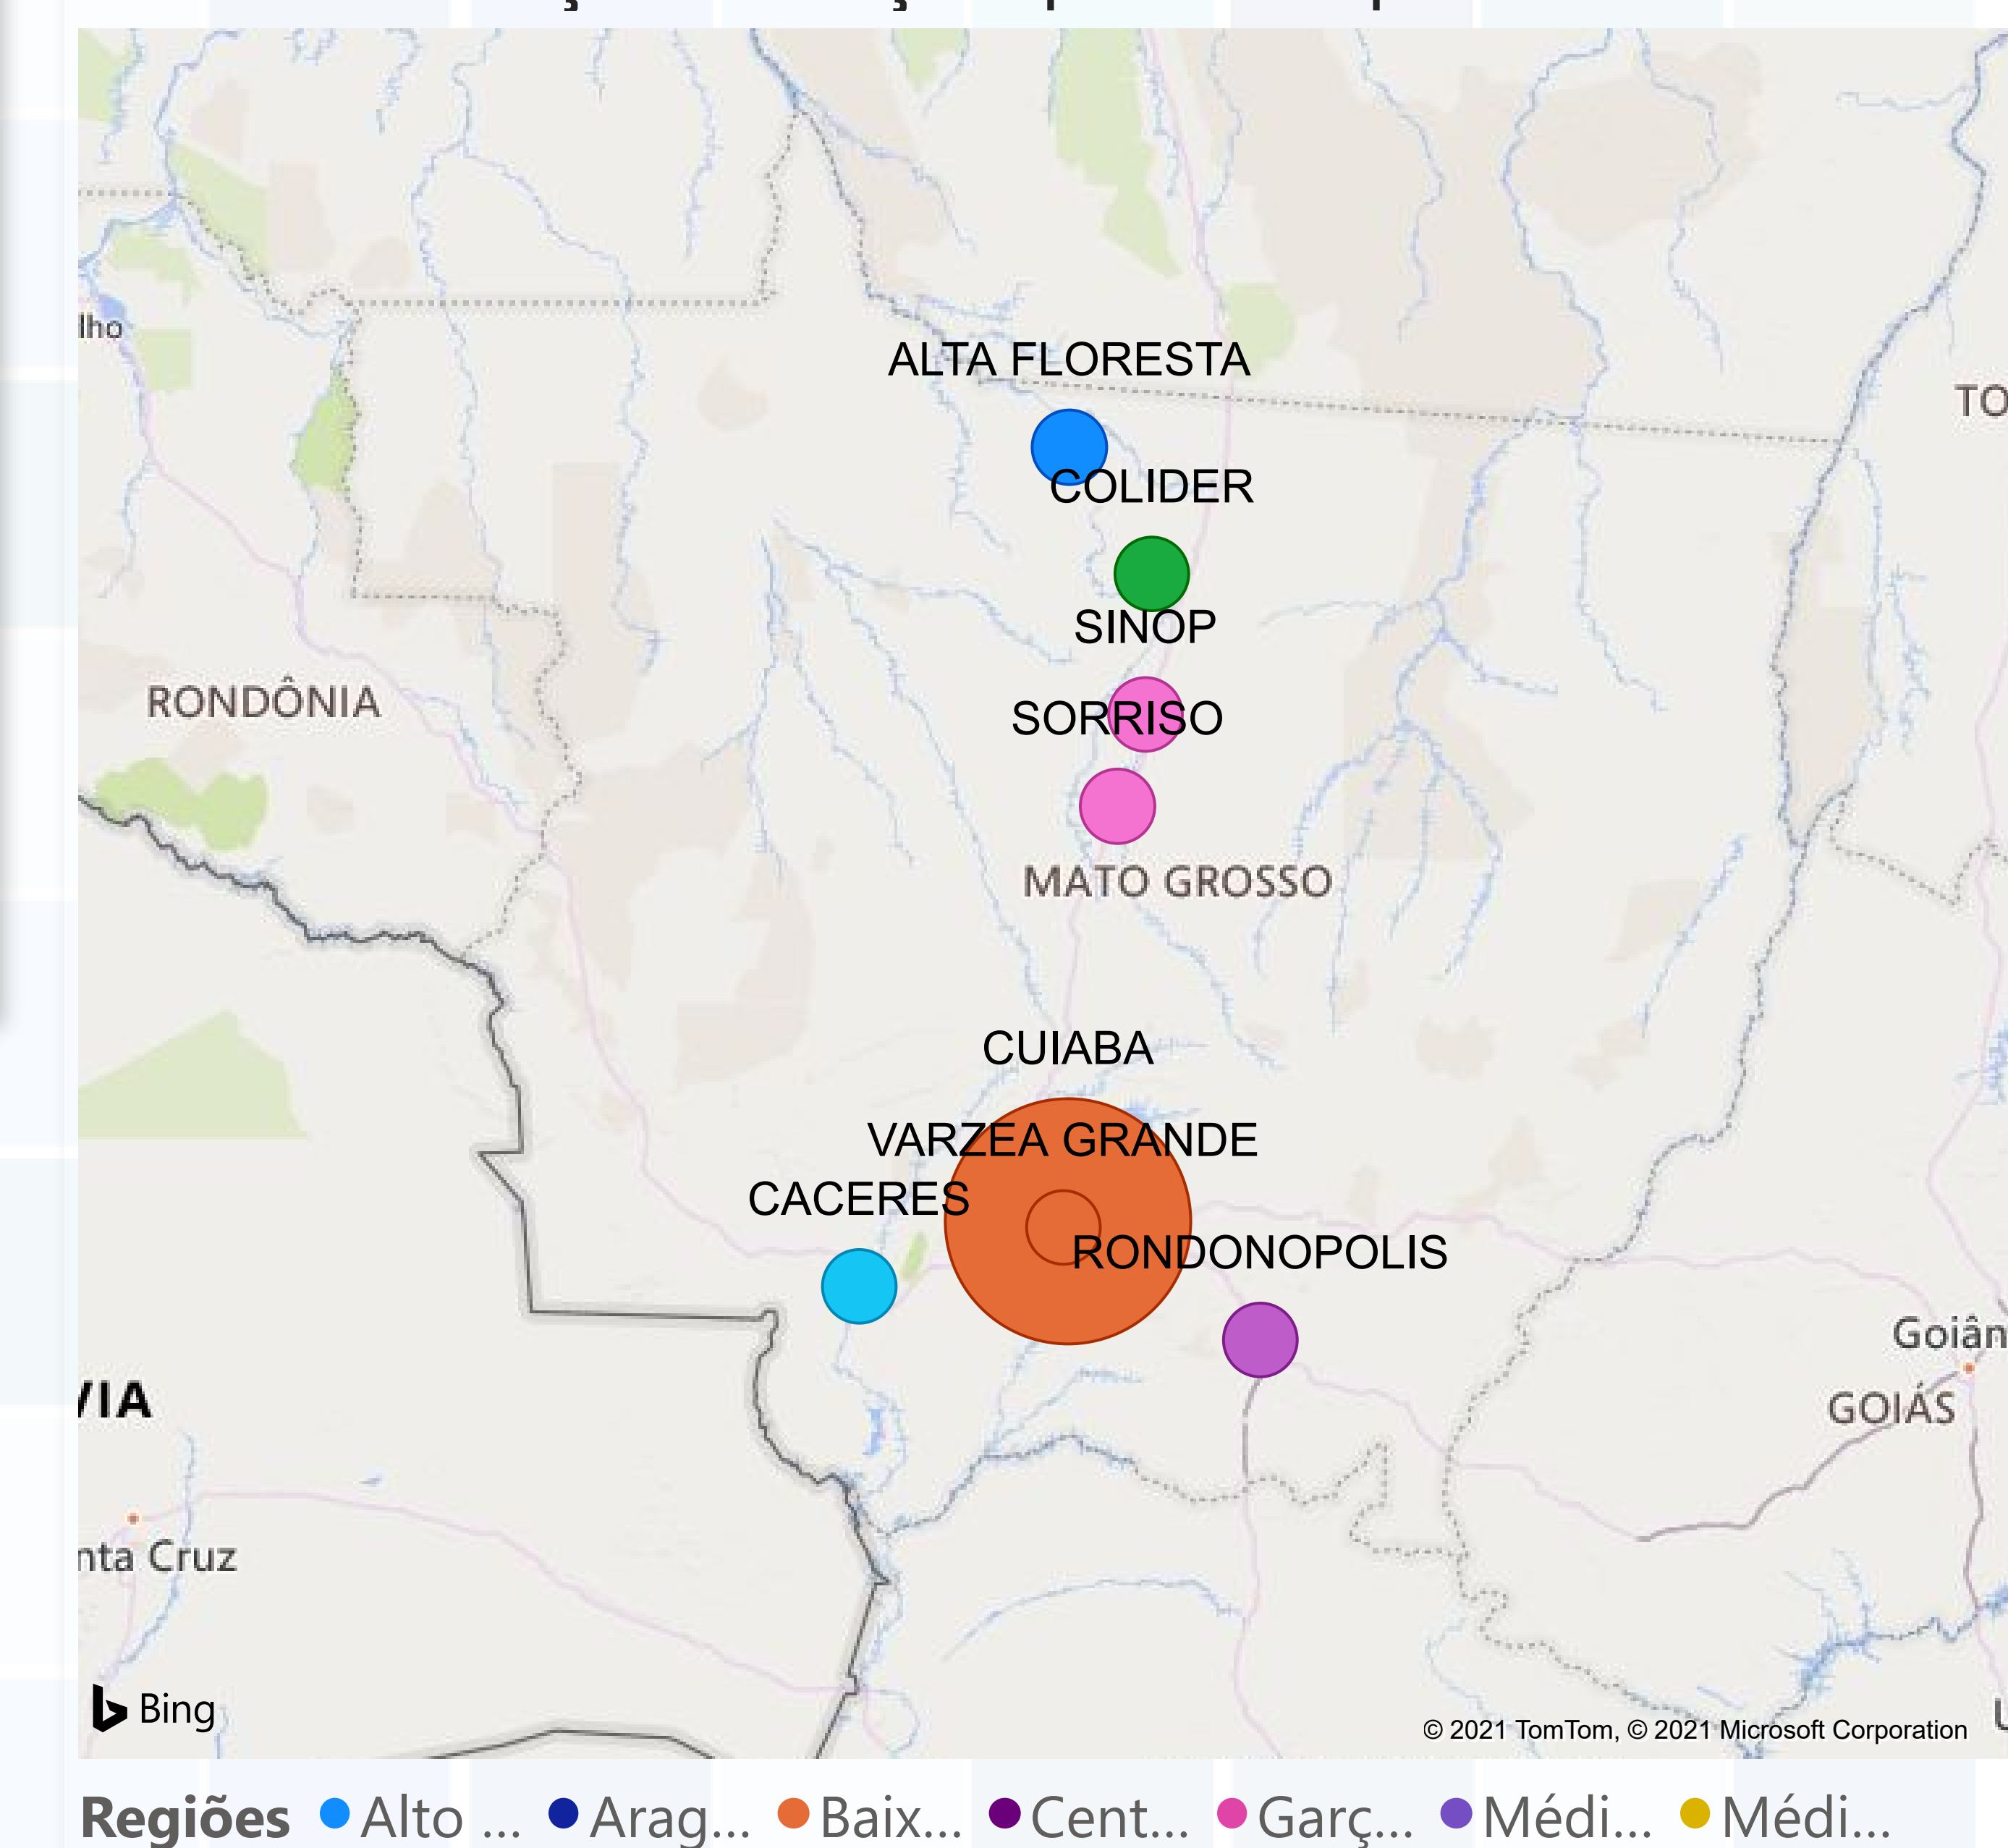 ALTA FLORESTA
TO
COLIDER
SINOP
RONDÔNIA
SORRISO
MATO GROSSO
CUIABA
VARZEA GRANDE
CACERES
RONDONOPOLIS
Goiân
GOIÁS
VIA
nta Cruz
Bing
© 2021 TomTom, © 2021 Microsoft Corporation
Regiões Alto ... Arag... Baix... Cent... Garç... Médi... Médi...